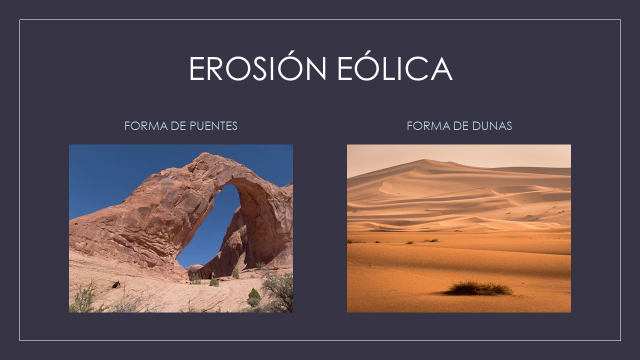 EROSIÓN EÓLICA
FORMA DE PUENTES
FORMA DE DUNAS